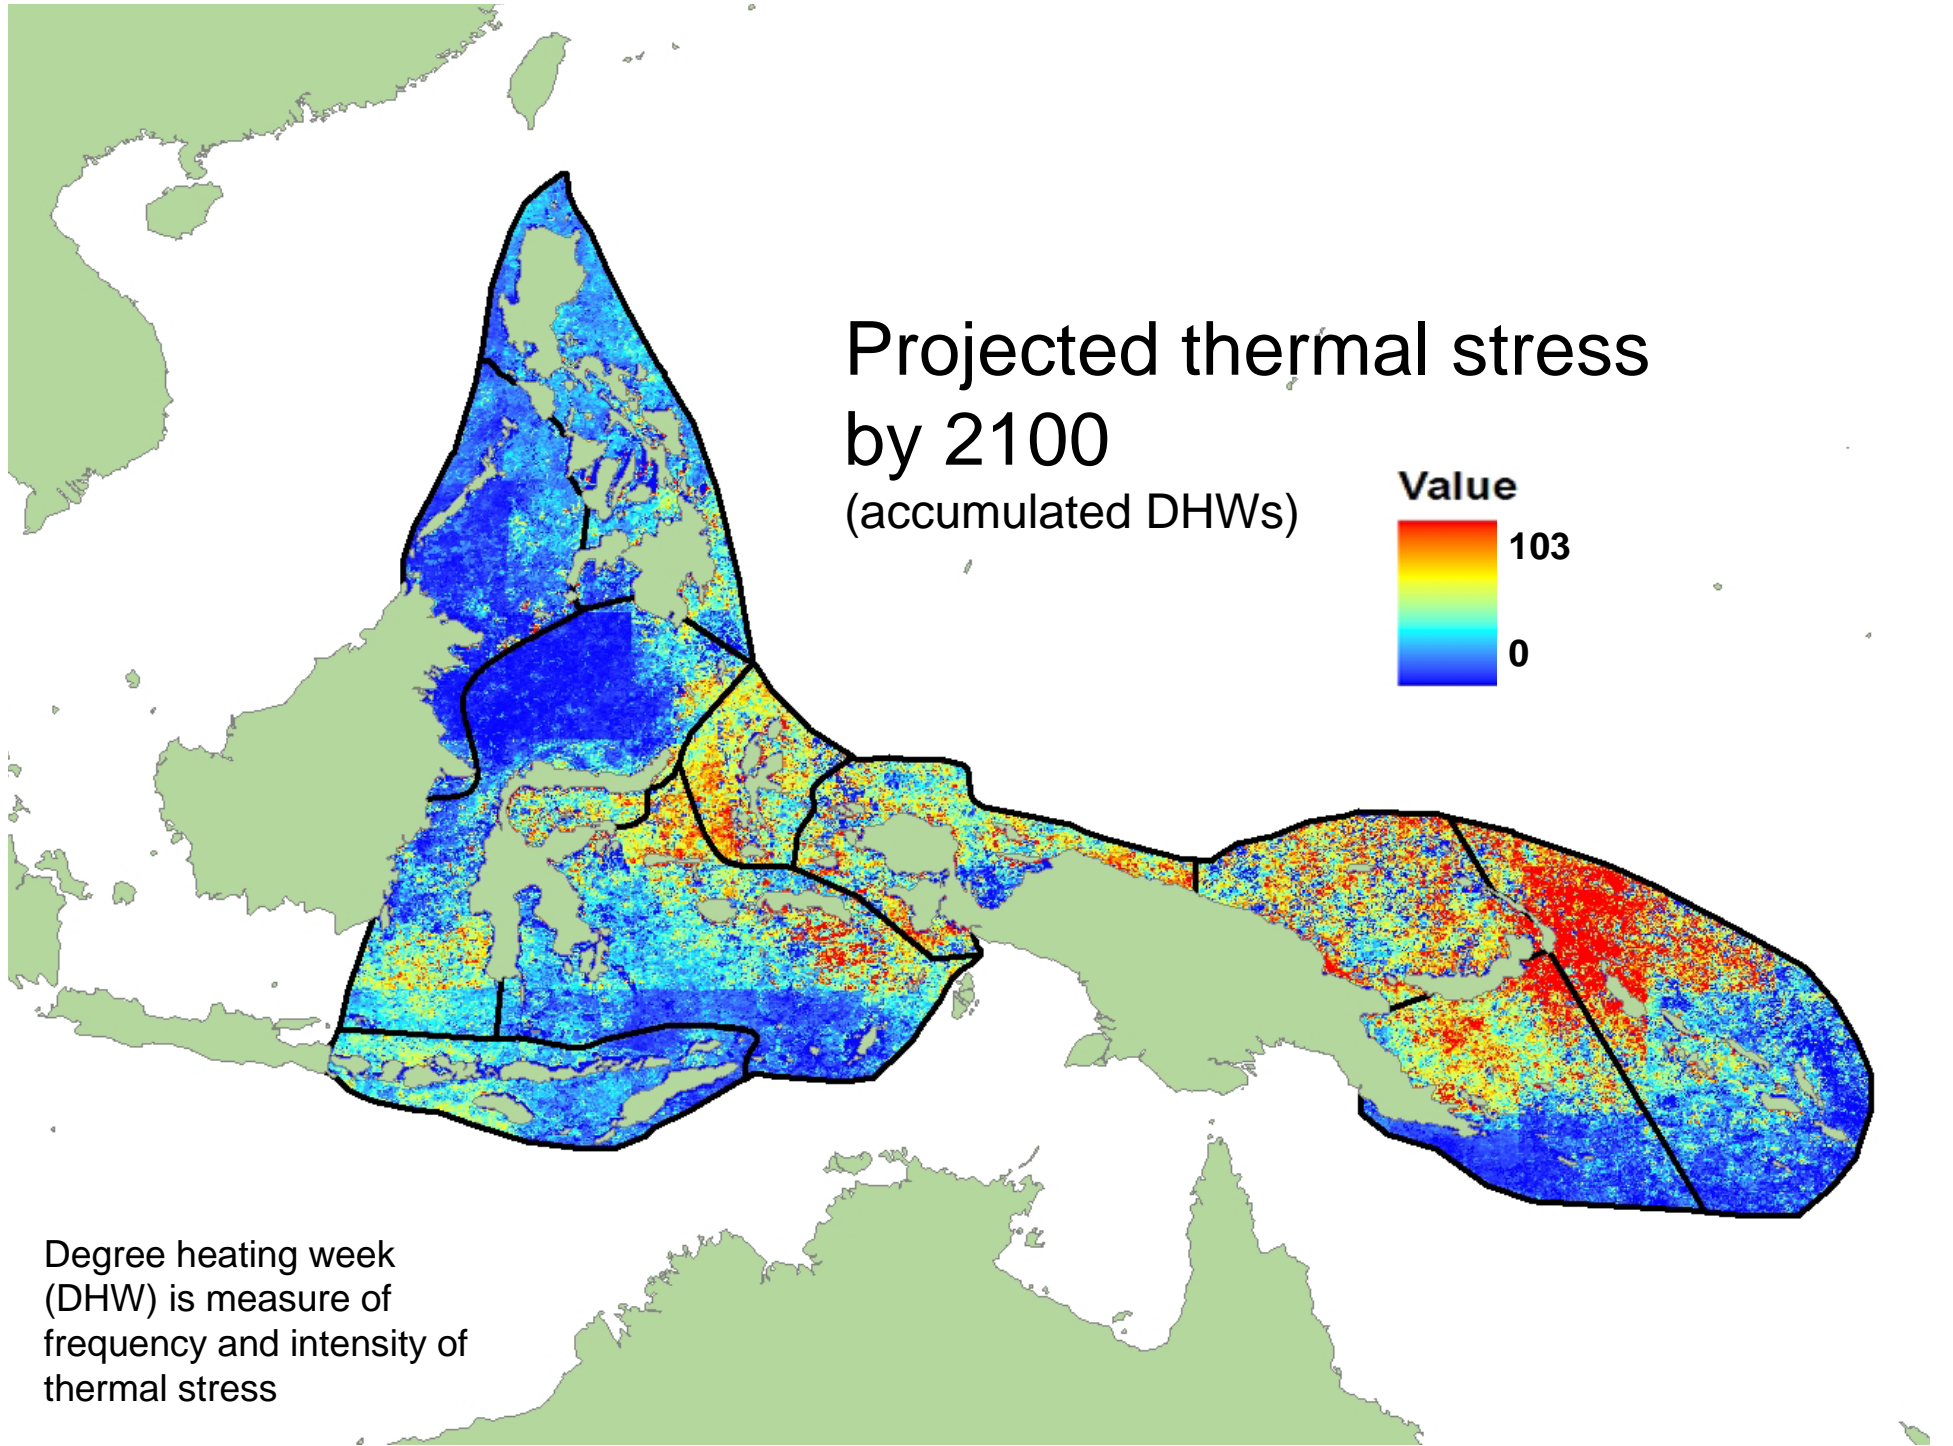 Projected thermal stress
by 2100
(accumulated DHWs)
Value
103
0
Degree heating week
(DHW) is measure of
frequency and intensity of
thermal stress